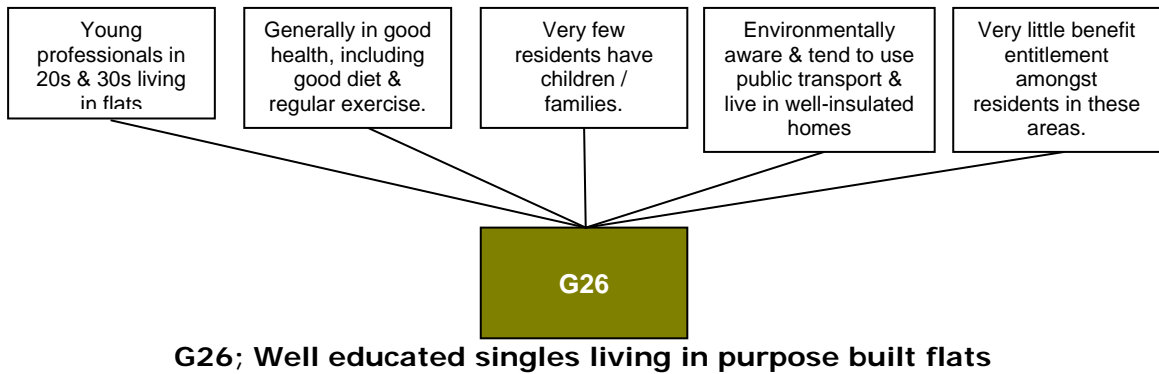 Young
professionals in
20s & 30s living
in flats
Generally in good
health, including
good diet &
regular exercise.
Very few
residents have
children /
families.
Environmentally
aware & tend to use
public transport &
live in well-insulated
homes
Very little benefit
entitlement
amongst
residents in these
areas.
G26
G26; Well educated singles living in purpose built flats